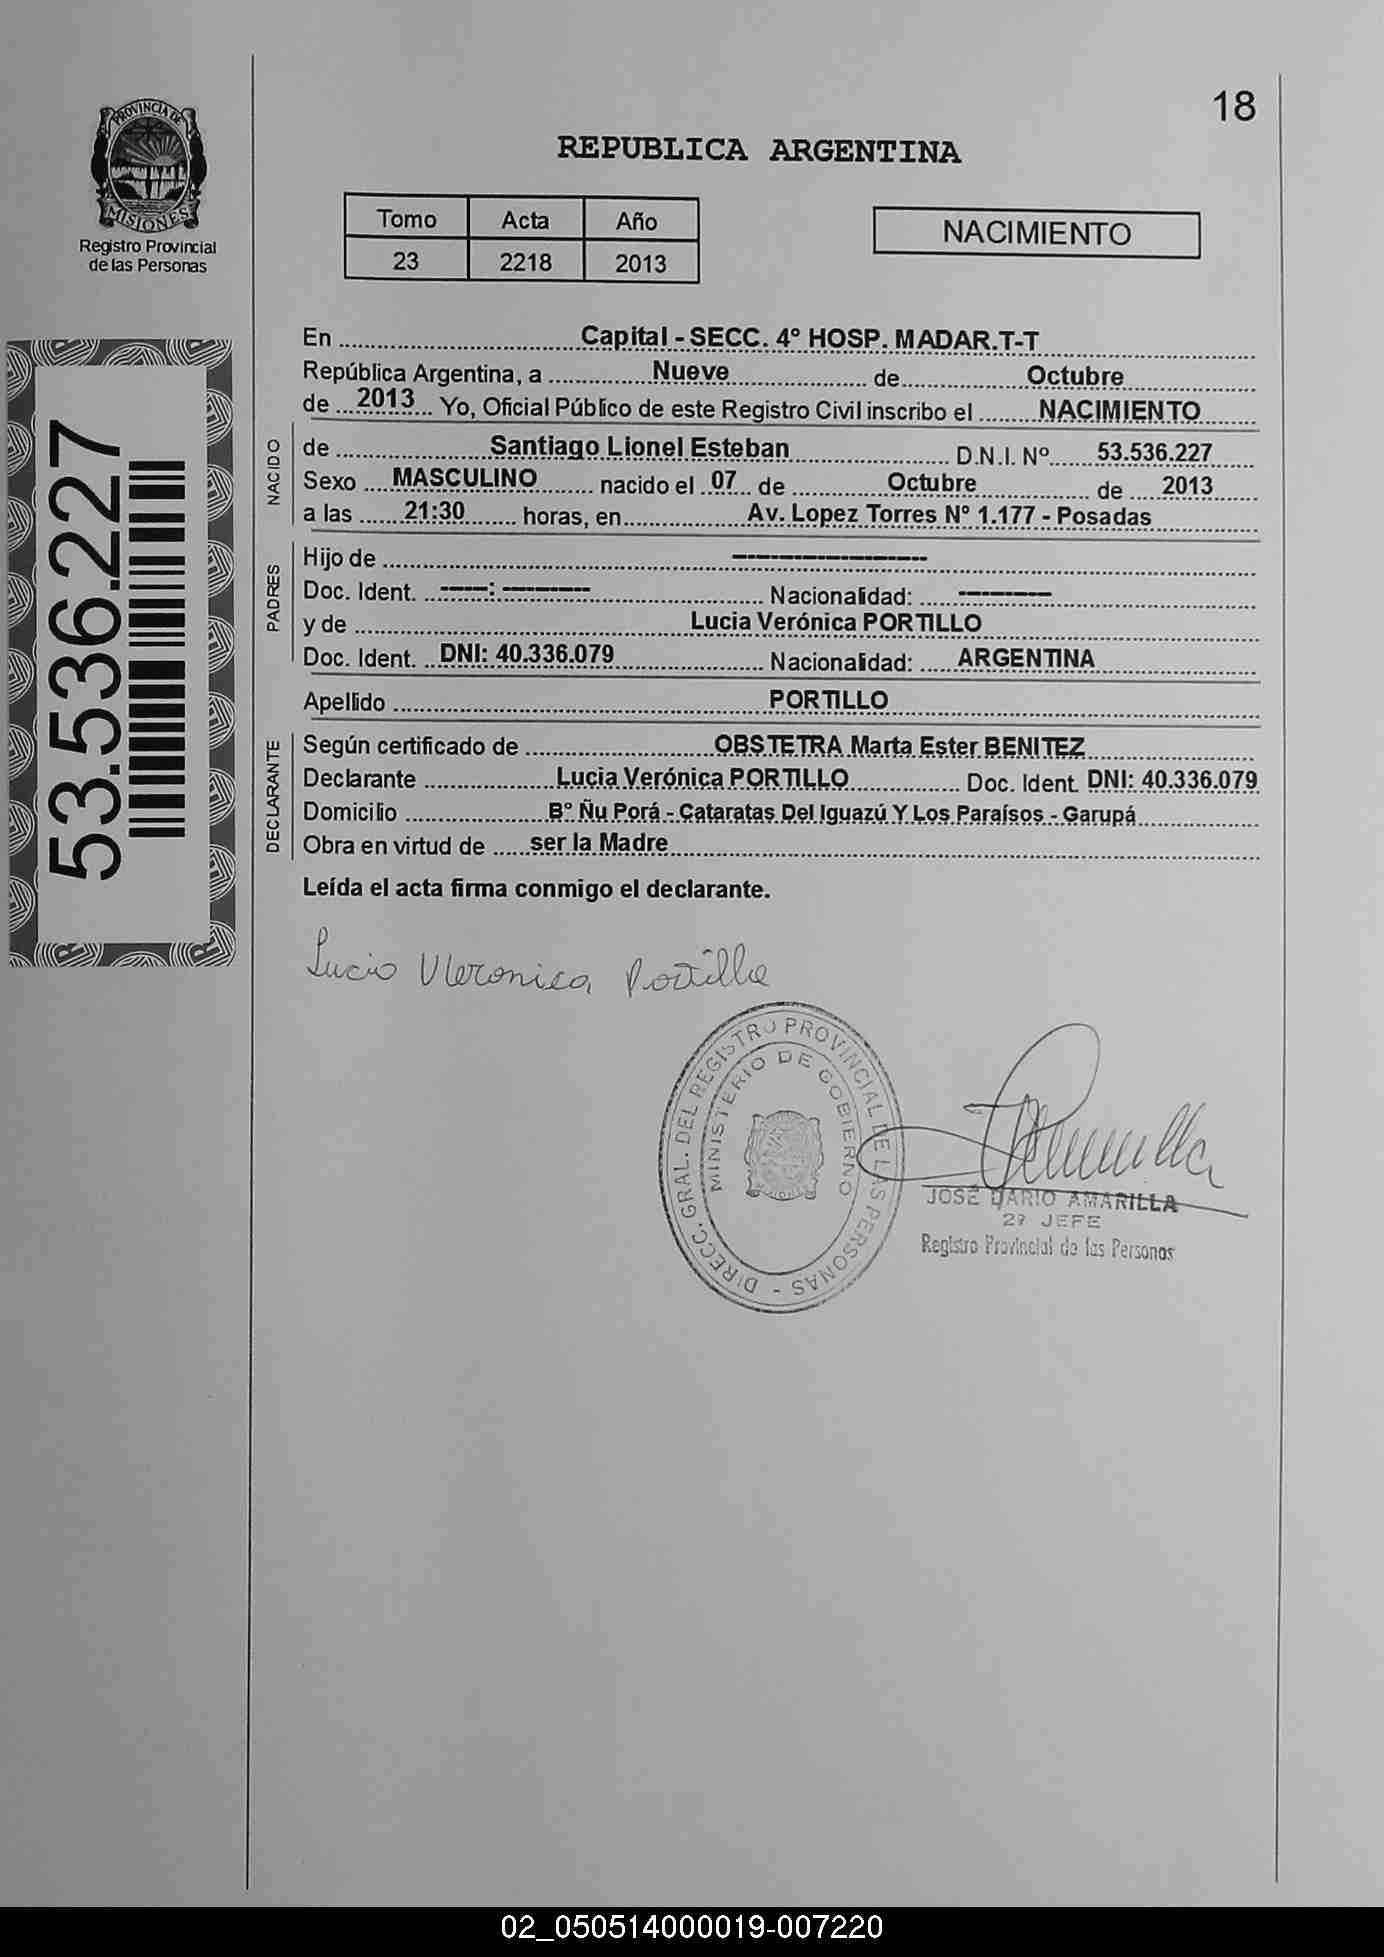 18
PROVINCIA DE
MISIONES
Registro Provincial
de las Personas
REPUBLICA ARGENTINA
Tomo Acta Año
23 2218 2013
NACIMIENTO
53.536.227
En Capital - SECC. 4º HOSP. MADAR.T-T
República Argentina, a Nueve de Octubre
de 2013 Yo, Oficial Público de este Registro Civil inscribo el NACIMIENTO
NACIDO
de Santiago Lionel Esteban D.N.I. Nº 53.536.227
Sexo MASCULINO nacido el 07 de Octubre de 2013
a las 21:30 horas, en Av. Lopez Torres Nº 1.177 - Posadas
PADRES
Hijo de --------------------
Doc. Ident. -----: ---------- Nacionalidad: ----------
y de Lucia Verónica PORTILLO
Doc. Ident. DNI: 40.336.079 Nacionalidad: ARGENTINA
Apellido PORTILLO
DECLARANTE
Según certificado de OBSTETRA Marta Ester BENITEZ
Declarante Lucia Verónica PORTILLO Doc. Ident. DNI: 40.336.079
Domicilio Bº Ñu Porá - Cataratas Del Iguazú Y Los Paraísos - Garupá
Obra en virtud de ser la Madre
Leída el acta firma conmigo el declarante.
Lucia Veronica Portillo
DIRECC. GRAL. DEL REGISTRO PROVINCIAL DE LAS PERSONAS -
MINISTERIO DE GOBIERNO
JOSÉ DARIO AMARILLA
2º JEFE
Registro Provincial de las Personas
02_050514000019-007220